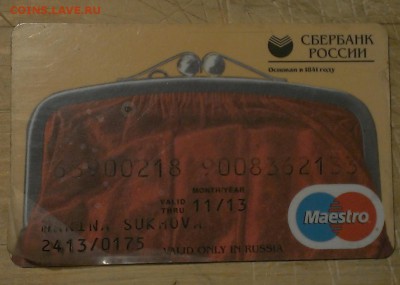 COINS.LAVE.RU
СБЕРБАНК
РОССИИ
Основан в 1841 году
MONTH/YEAR
VALID
THRU 11/13
2413/0175
VALID ONLY IN RUSSIA
Maestro